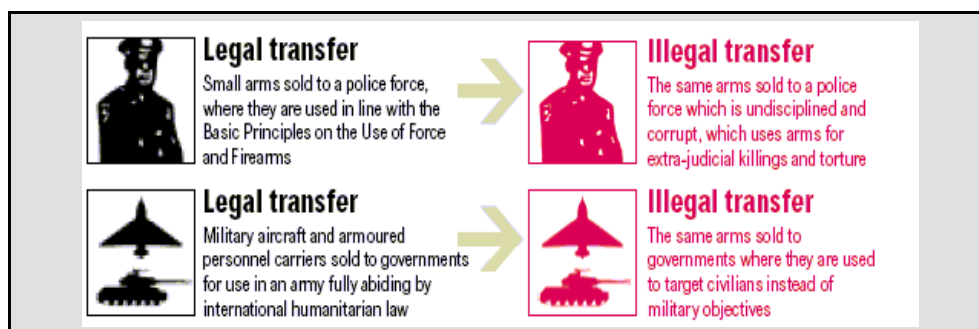 Legal transfer
Small arms sold to a police force,
where they are used in line with the
Basic Principles on the Use of Force
and Firearms
Illegal transfer
The same arms sold to a police
force which is undisciplined and
corrupt, which uses arms for
extra-judicial killings and torture
Legal transfer
Military aircraft and armoured
personnel carriers sold to governments
for use in an army fully abiding by
international humanitarian law
Illegal transfer
The same arms sold to
governments where they are used
to target civilians instead of
military objectives